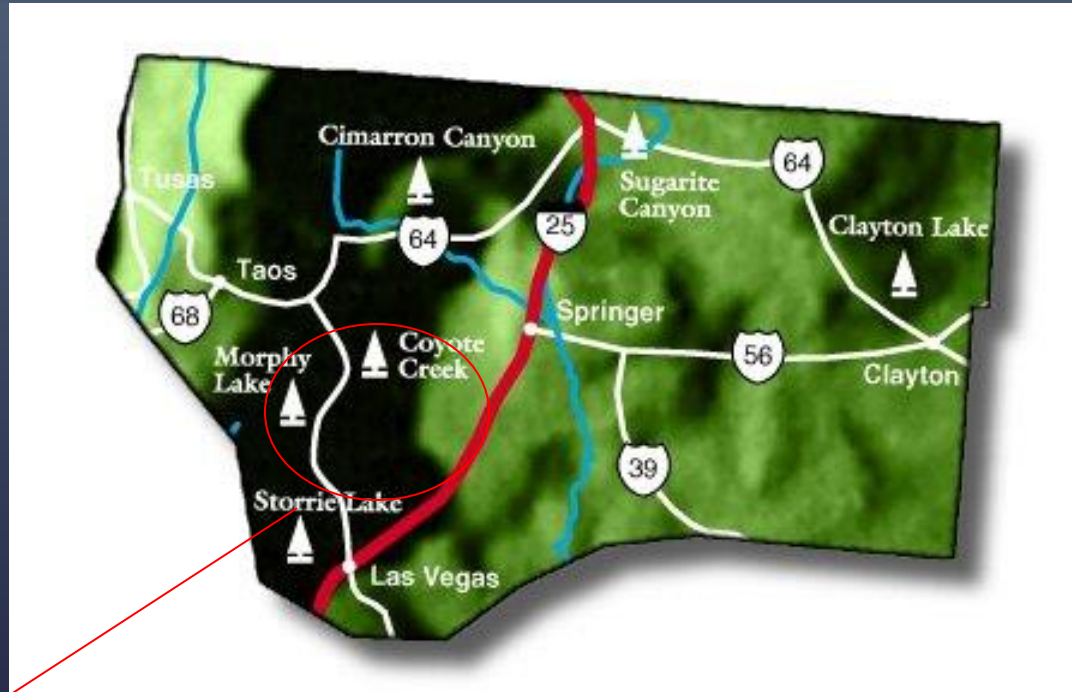 Cimarron Canyon
Tusas
64
Sugarite
Canyon
25
Clayton Lake
64
Taos
68
Springer
Morphy
Lake
Coyote
Creek
56
Clayton
39
Storrie Lake
Las Vegas